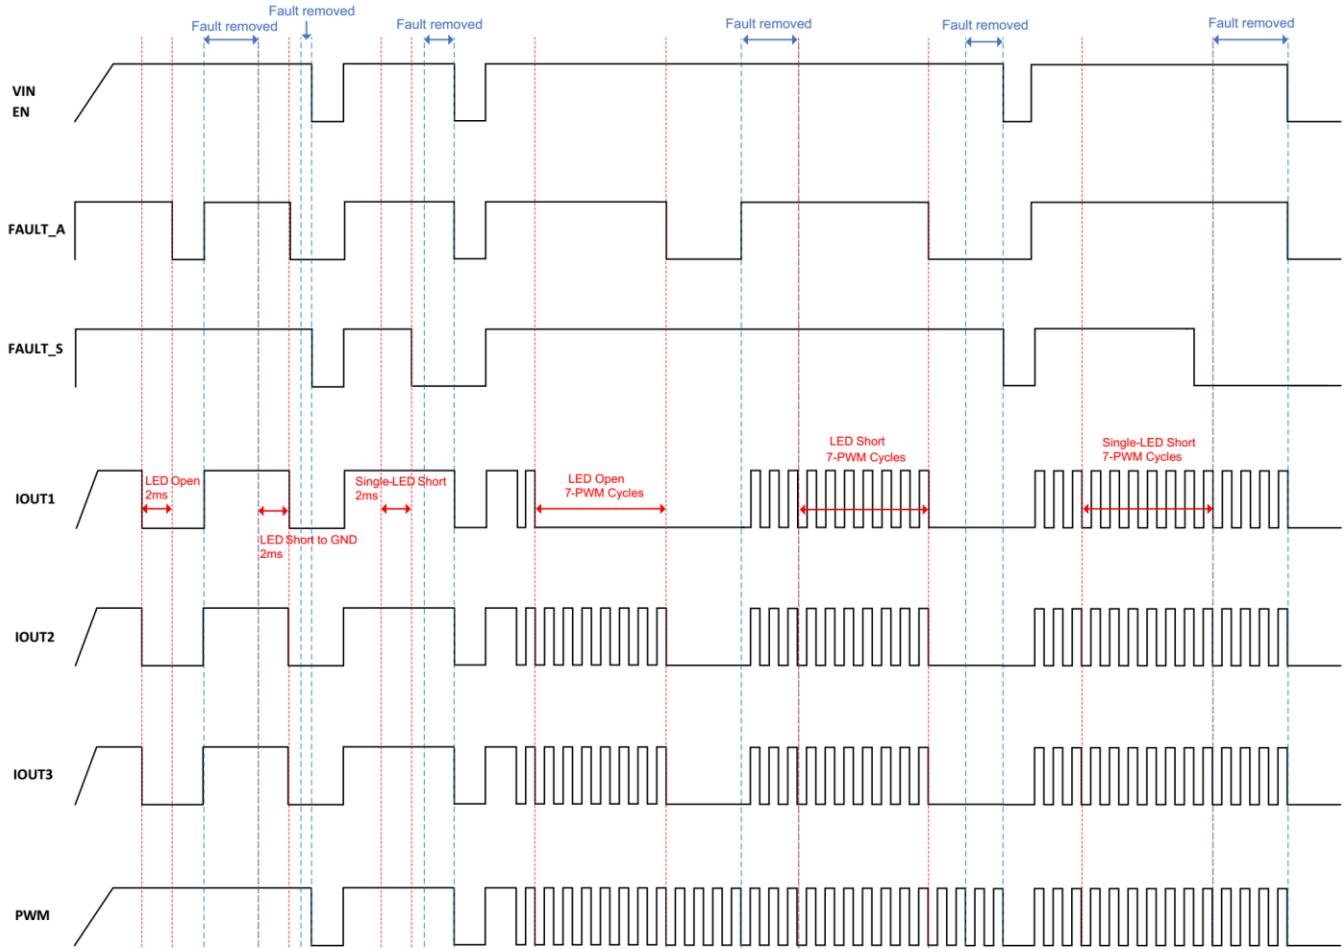 Fault removed
Fault removed
Fault removed
Fault removed
Fault removed
Fault removed
VIN
EN
FAULT_A
FAULT_S
IOUT1
LED Open
2ms
LED Short to GND
2ms
Single-LED Short
2ms
LED Open
7-PWM Cycles
LED Short
7-PWM Cycles
Single-LED Short
7-PWM Cycles
IOUT2
IOUT3
PWM